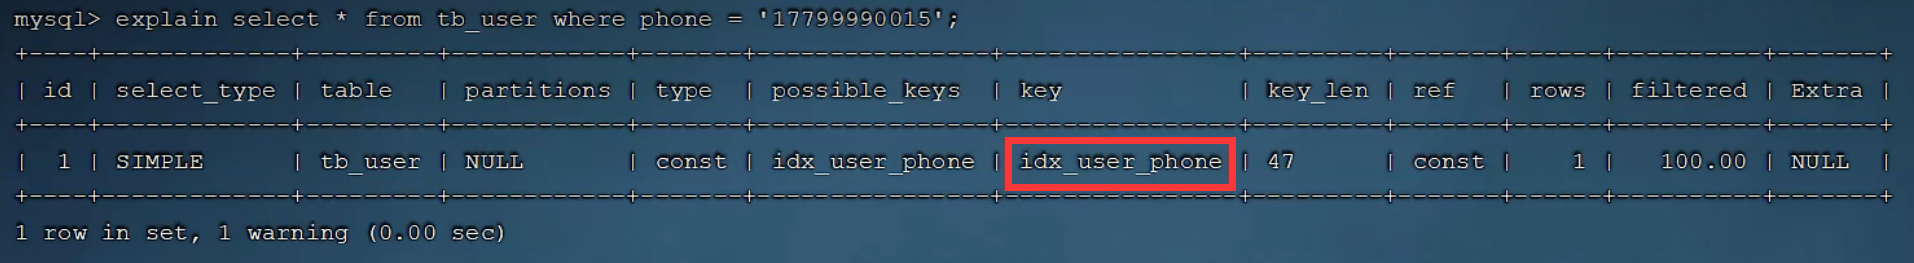 mysql> explain select * from tb_user where phone = '17799990015';
+----+-------------+---------+------------+-------+----------------+----------------+---------+-------+------+----------+-------+
| id | select_type | table   | partitions | type  | possible_keys  | key            | key_len | ref   | rows | filtered | Extra |
+----+-------------+---------+------------+-------+----------------+----------------+---------+-------+------+----------+-------+
|  1 | SIMPLE      | tb_user | NULL       | const | idx_user_phone | idx_user_phone | 47      | const |    1 |   100.00 | NULL  |
+----+-------------+---------+------------+-------+----------------+----------------+---------+-------+------+----------+-------+
1 row in set, 1 warning (0.00 sec)